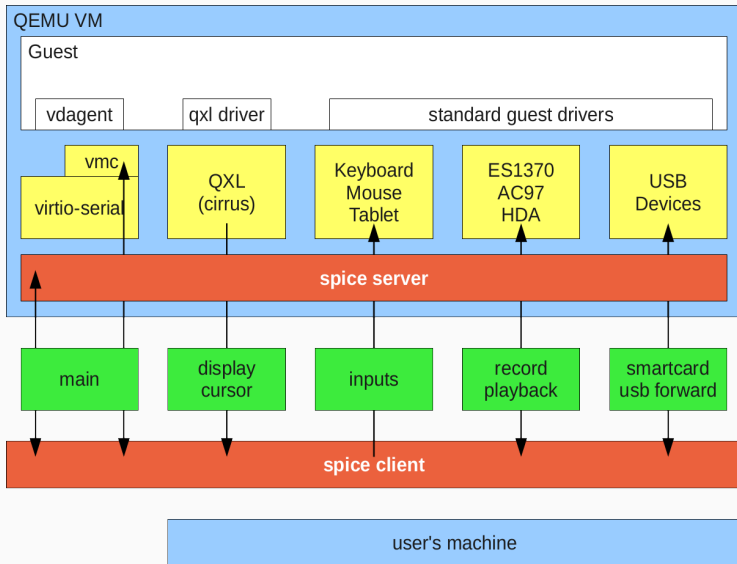 QEMU VM
Guest
vdagent
qxl driver
standard guest drivers
vmc
virtio-serial
QXL
(cirrus)
Keyboard
Mouse
Tablet
ES1370
AC97
HDA
USB
Devices
spice server
main
display
cursor
inputs
record
playback
smartcard
usb forward
spice client
user's machine